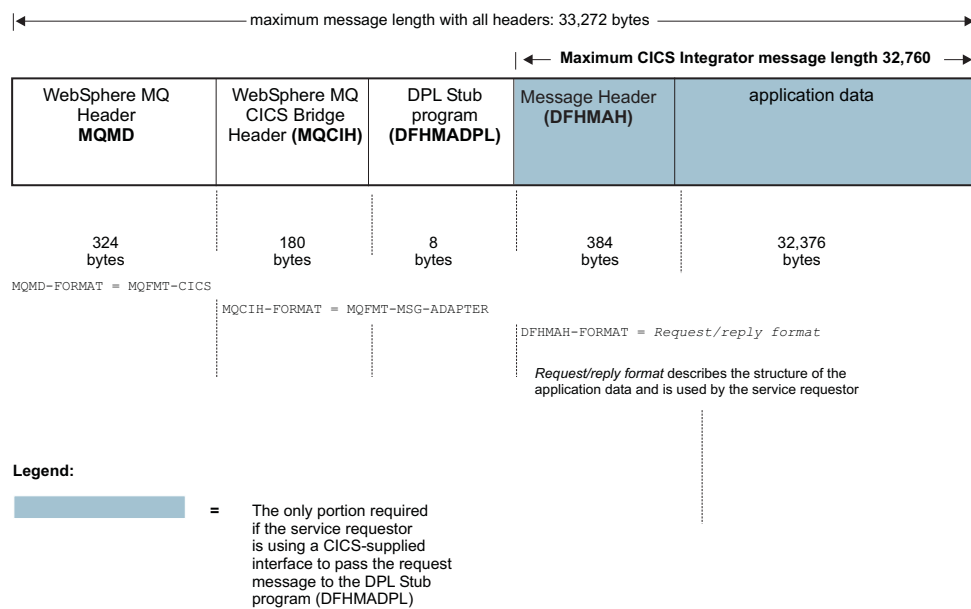 maximum message length with all headers: 33,272 bytes
Maximum CICS Integrator message length 32,760
WebSphere MQ
Header
MQMD
WebSphere MQ
CICS Bridge
Header (MQCIH)
DPL Stub
program
(DFHMADPL)
Message Header
(DFHMAH)
application data
324
bytes
180
bytes
8
bytes
384
bytes
32,376
bytes
MQMD-FORMAT = MQFMT-CICS
MQCIH-FORMAT = MQFMT-MSG-ADAPTER
DFHMAH-FORMAT = Request/reply format
Request/reply format describes the structure of the
application data and is used by the service requestor
Legend:
=
The only portion required
if the service requestor
is using a CICS-supplied
interface to pass the request
message to the DPL Stub
program (DFHMADPL)